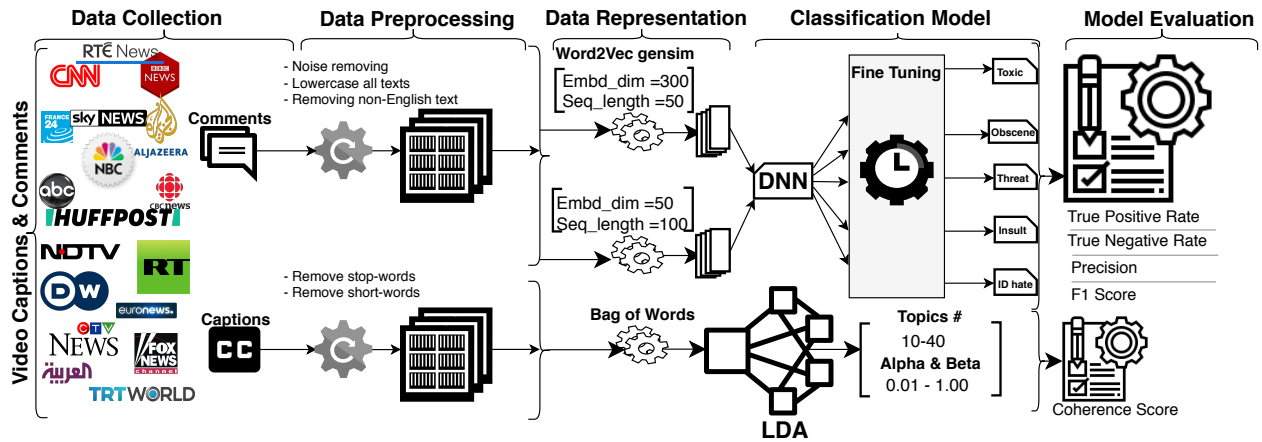 Data Collection
Data Preprocessing
Data Representation
Classification Model
Model Evaluation
Video Captions, & Comments
RTÉ News
CNN
BBC
NEWS
FRANCE
24
sky NEWS
ALJAZEERA
NBC
abc
CBCnews
HUFFPOST
NDTV
RT
DW
euronews.
CTV
NEWS
FOX
NEWS
channel
العربية
TRTWORLD
Comments
Captions
CC
- Noise removing
- Lowercase all texts
- Removing non-English text
C
- Remove stop-words
- Remove short-words
C
Word2Vec gensim
Embd_dim =300
Seq_length =50
Embd_dim =50
Seq_length =100
Bag of Words
DNN
Fine Tuning
Toxic
Obscene
Threat
Insult
ID hate
LDA
Topics #
10-40
Alpha & Beta
0.01 - 1.00
True Positive Rate
True Negative Rate
Precision
F1 Score
Coherence Score